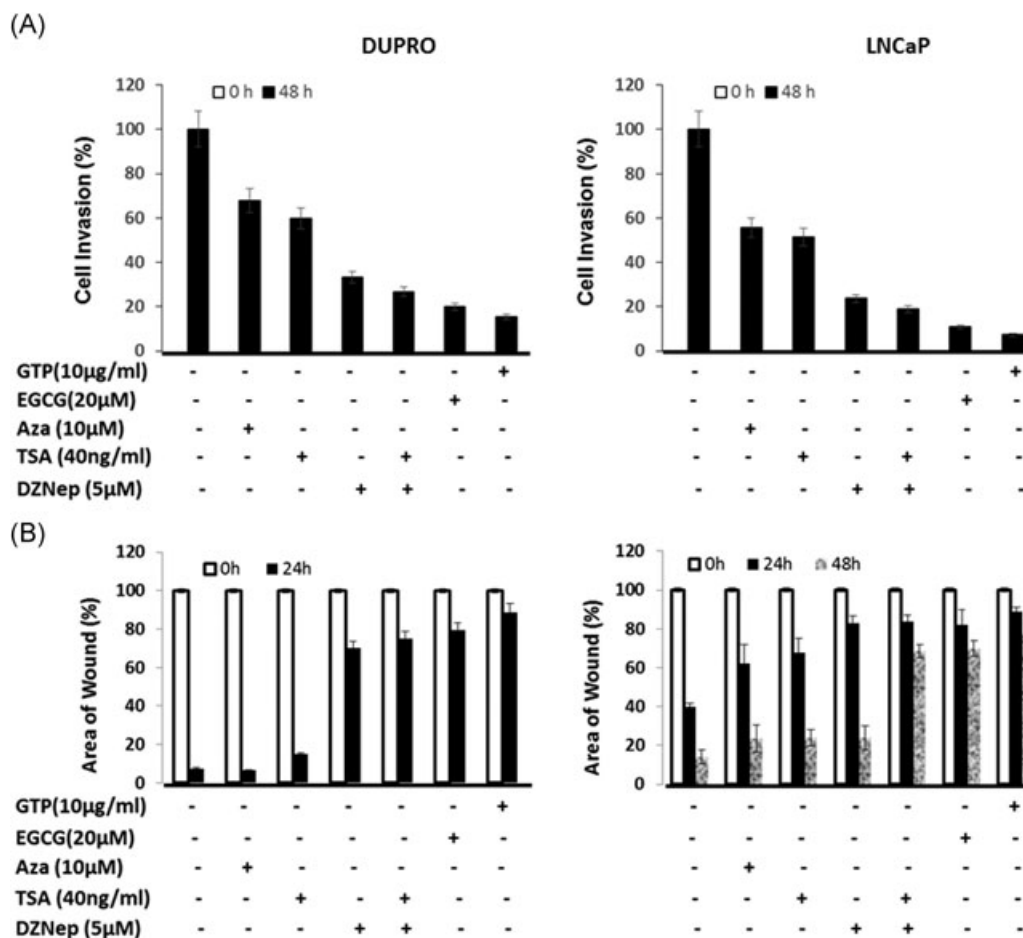 (A)
DUPRO LNCaP
0 h 48 h 0 h 48 h
Cell Invasion (%) Cell Invasion (%)
120 120
100 100
80 80
60 60
40 40
20 20
0 0
GTP(10µg/ml) - - - - - - + - - - - - - +
EGCG(20µM) - - - - - + - - - - - - + -
Aza (10µM) - + - - - - - - + - - - - -
TSA (40ng/ml) - - + - + - - - - + - + - -
DZNep (5µM) - - - + + - - - - - + + - -
(B)
0h 24h 0h 24h 48h
Area of Wound (%) Area of Wound (%)
120 120
100 100
80 80
60 60
40 40
20 20
0 0
GTP(10µg/ml) - - - - - - + - - - - - - +
EGCG(20µM) - - - - - + - - - - - - + -
Aza (10µM) - + - - - - - - + - - - - -
TSA (40ng/ml) - - + - + - - - - + - + - -
DZNep (5µM) - - - + + - - - - - + + - -